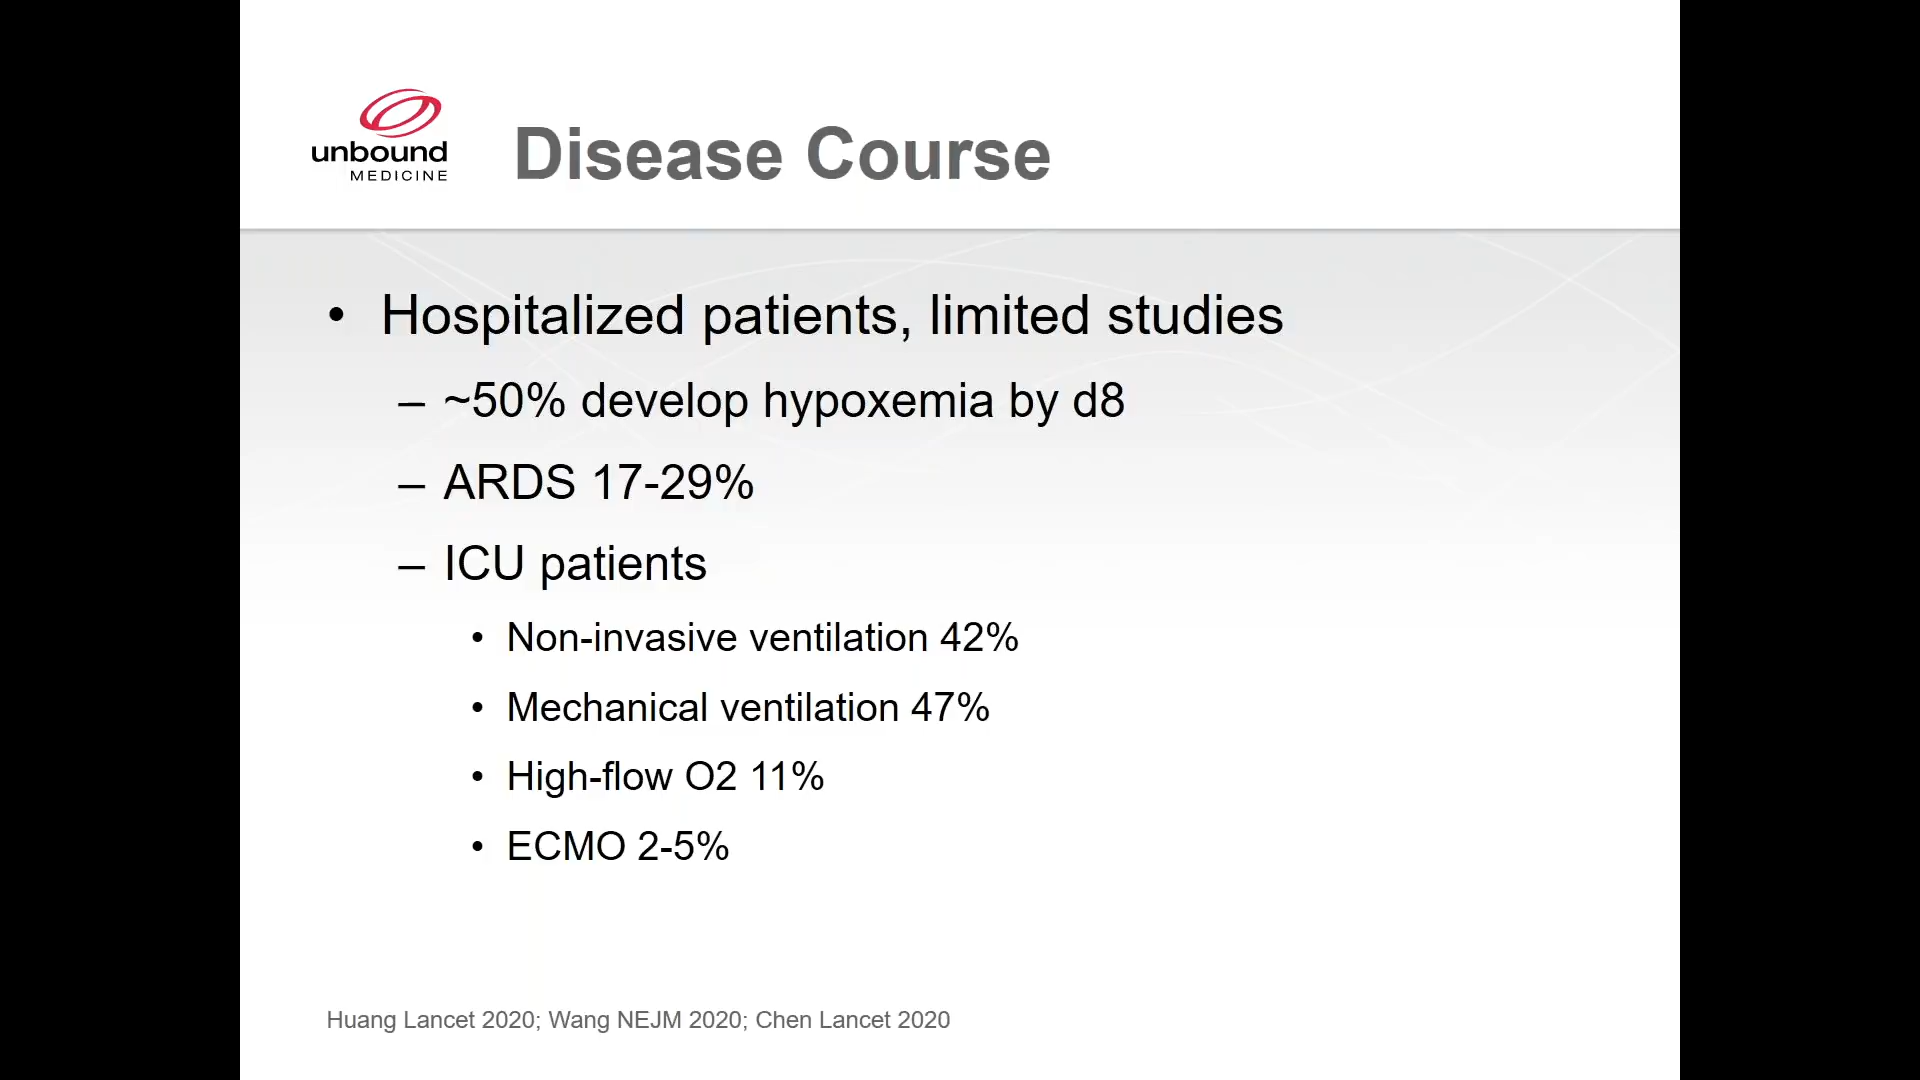 unbound
MEDICINE
Disease Course
• Hospitalized patients, limited studies
– ~50% develop hypoxemia by d8
– ARDS 17-29%
– ICU patients
• Non-invasive ventilation 42%
• Mechanical ventilation 47%
• High-flow O2 11%
• ECMO 2-5%
Huang Lancet 2020; Wang NEJM 2020; Chen Lancet 2020